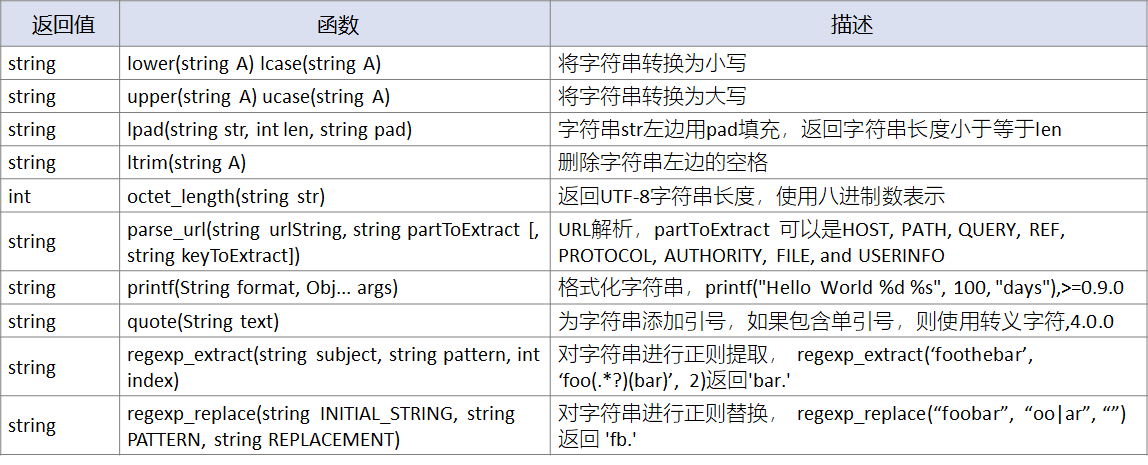 返回值 函数 描述
string lower(string A) lcase(string A) 将字符串转换为小写
string upper(string A) ucase(string A) 将字符串转换为大写
string lpad(string str, int len, string pad) 字符串str左边用pad填充，返回字符串长度小于等于len
string ltrim(string A) 删除字符串左边的空格
int octet_length(string str) 返回UTF-8字符串长度，使用八进制数表示
string parse_url(string urlString, string partToExtract [, URL解析，partToExtract 可以是HOST, PATH, QUERY, REF,
string keyToExtract]) PROTOCOL, AUTHORITY, FILE, and USERINFO
string printf(String format, Obj... args) 格式化字符串，printf("Hello World %d %s", 100, "days"),>=0.9.0
string quote(String text) 为字符串添加引号，如果包含单引号，则使用转义字符,4.0.0
string regexp_extract(string subject, string pattern, int 对字符串进行正则提取， regexp_extract(‘foothebar’,
index) ‘foo(.*?)(bar)’, 2)返回'bar.'
string regexp_replace(string INITIAL_STRING, string 对字符串进行正则替换， regexp_replace(“foobar”, “oo|ar”, “”)
PATTERN, string REPLACEMENT) 返回 'fb.'